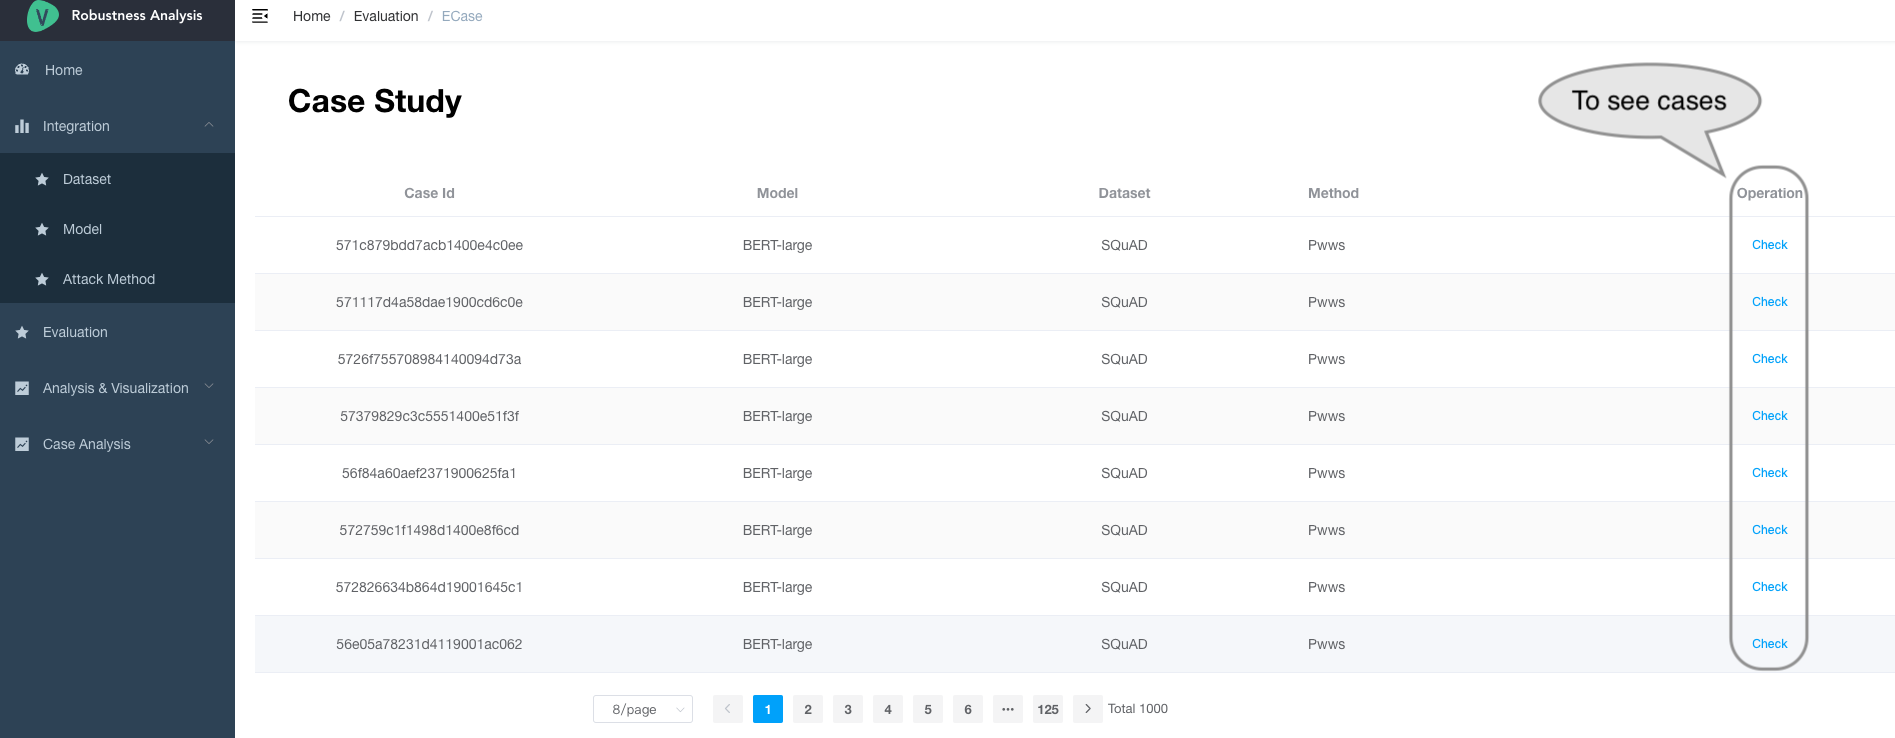 V Robustness Analysis
Home / Evaluation / ECase
Home
Integration
Dataset
Model
Attack Method
Evaluation
Analysis & Visualization
Case Analysis
Case Study
To see cases
Case Id Model Dataset Method Operation
571c879bdd7acb1400e4c0ee BERT-large SQuAD Pwws Check
571117d4a58dae1900cd6c0e BERT-large SQuAD Pwws Check
5726f755708984140094d73a BERT-large SQuAD Pwws Check
57379829c3c5551400e51f3f BERT-large SQuAD Pwws Check
56f84a60aef2371900625fa1 BERT-large SQuAD Pwws Check
572759c1f1498d1400e8f6cd BERT-large SQuAD Pwws Check
572826634b864d19001645c1 BERT-large SQuAD Pwws Check
56e05a78231d4119001ac062 BERT-large SQuAD Pwws Check
8/page < 1 2 3 4 5 6 ··· 125 > Total 1000